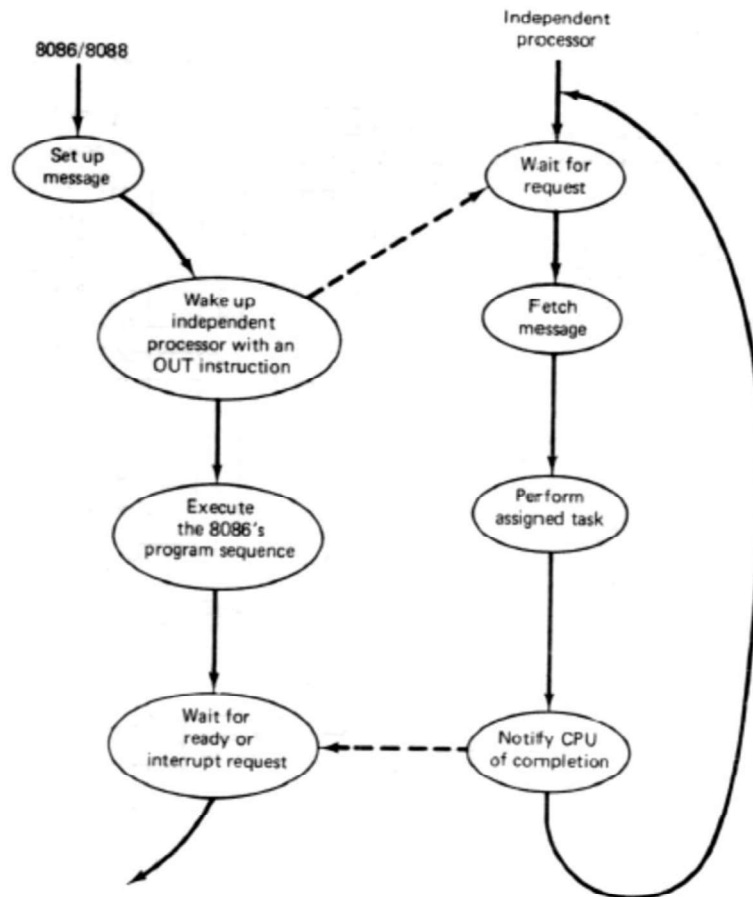 8086/8088
Set up
message
Wake up
independent
processor with an
OUT instruction
Execute
the 8086's
program sequence
Wait for
ready or
interrupt request
Independent
processor
Wait for
request
Fetch
message
Perform
assigned task
Notify CPU
of completion